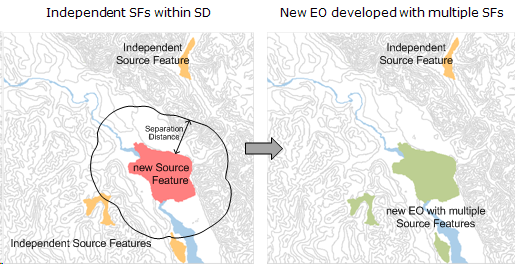 Independent SFs within SD
New EO developed with multiple SFs
Independent
Source Feature
Separation
Distance
new Source
Feature
Independent Source Features
Independent
Source Feature
new EO with multiple
Source Features